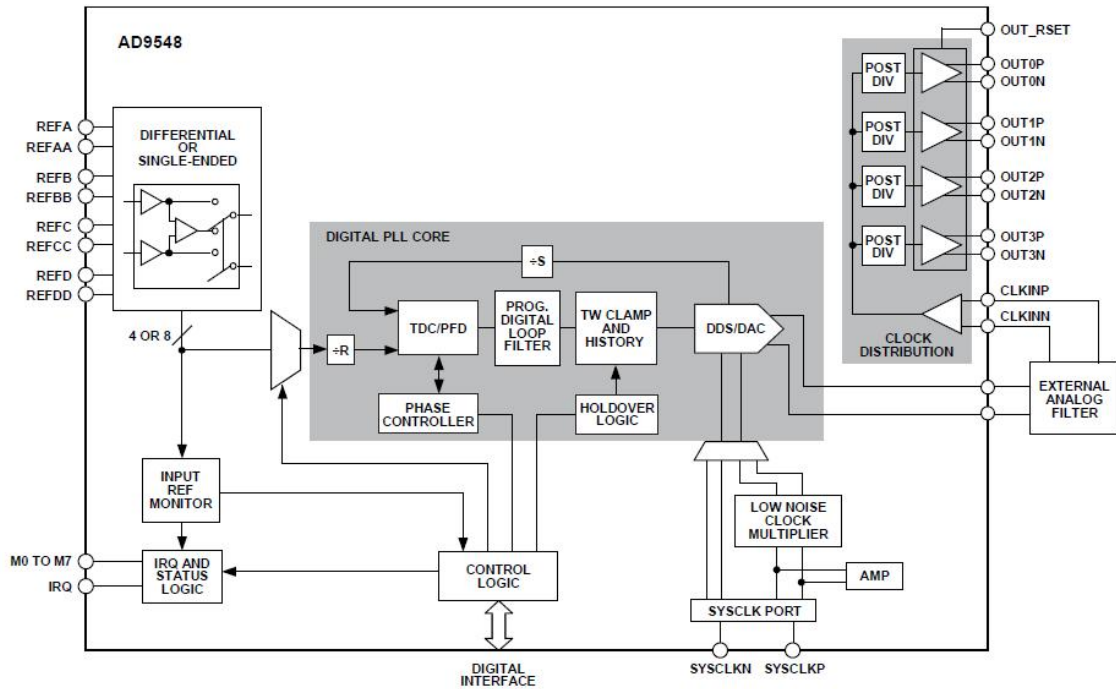 AD9548
OUT_RSET
OUT0P
OUT0N
OUT1P
OUT1N
OUT2P
OUT2N
OUT3P
OUT3N
CLKINP
CLKINN
POST
DIV
POST
DIV
POST
DIV
POST
DIV
CLOCK
DISTRIBUTION
EXTERNAL
ANALOG
FILTER
REFA
REFAA
REFB
REFBB
REFC
REFCC
REFD
REFDD
DIFFERENTIAL
OR
SINGLE-ENDED
4 OR 8
DIGITAL PLL CORE
÷S
÷R
TDC/PFD
PROG.
DIGITAL
LOOP
FILTER
TW CLAMP
AND
HISTORY
DDS/DAC
PHASE
CONTROLLER
HOLDOVER
LOGIC
INPUT
REF
MONITOR
LOW NOISE
CLOCK
MULTIPLIER
M0 TO M7
IRQ
IRQ AND
STATUS
LOGIC
CONTROL
LOGIC
AMP
SYSCLK PORT
DIGITAL
INTERFACE
SYSCLKN
SYSCLKP